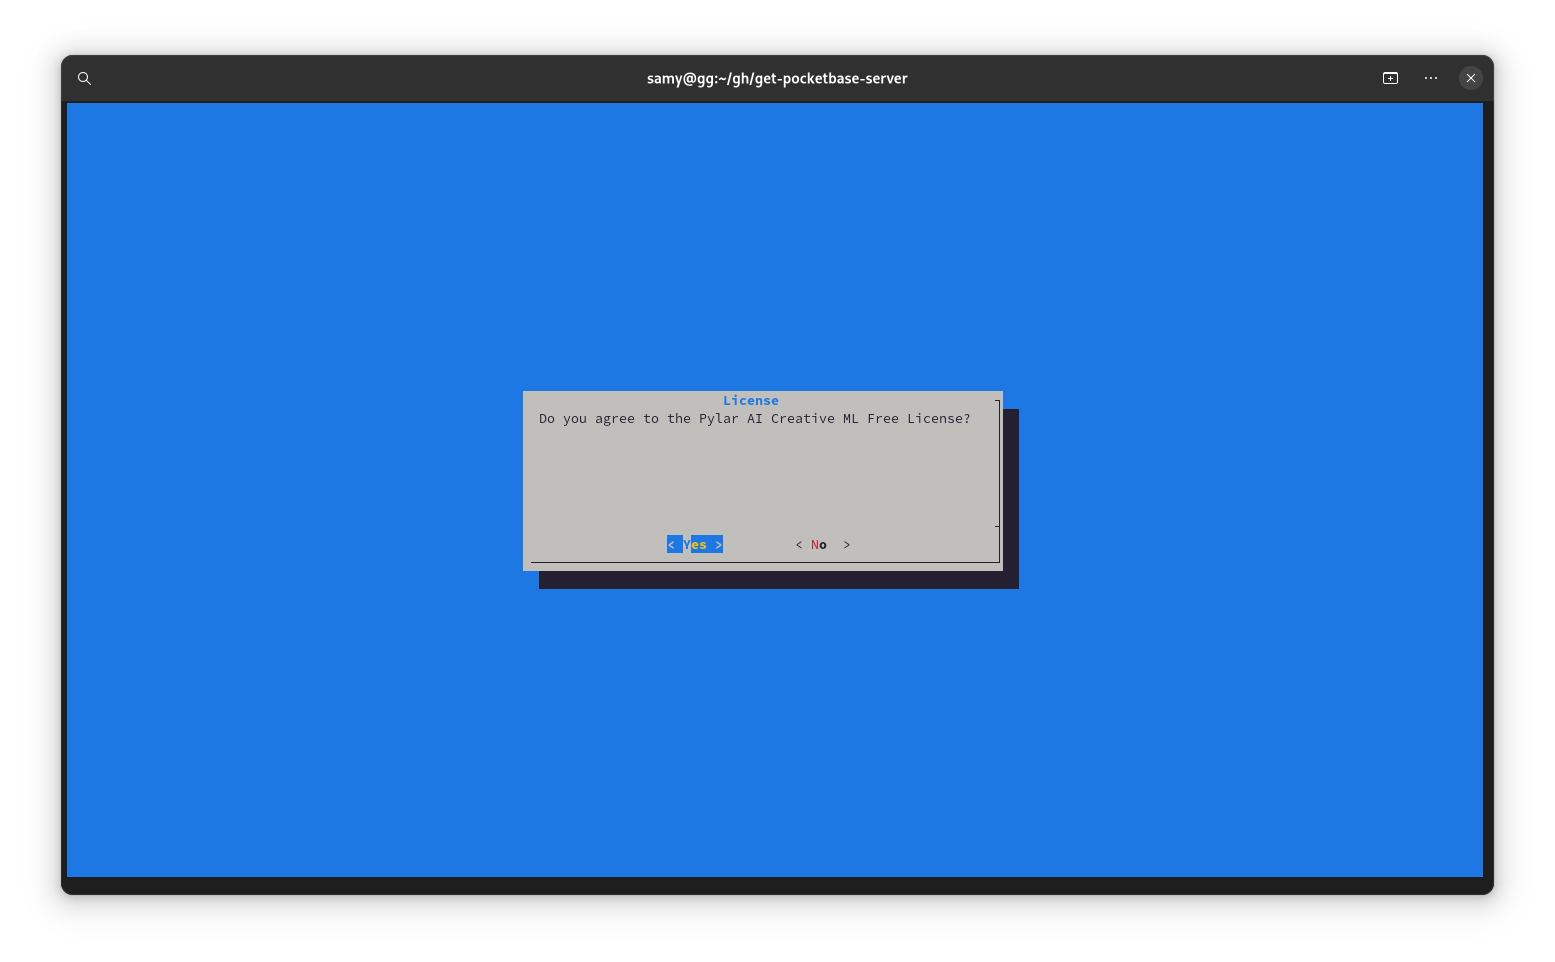 samy@gg:~/gh/get-pocketbase-server
License
Do you agree to the Pylar AI Creative ML Free License?
< Yes > < No >